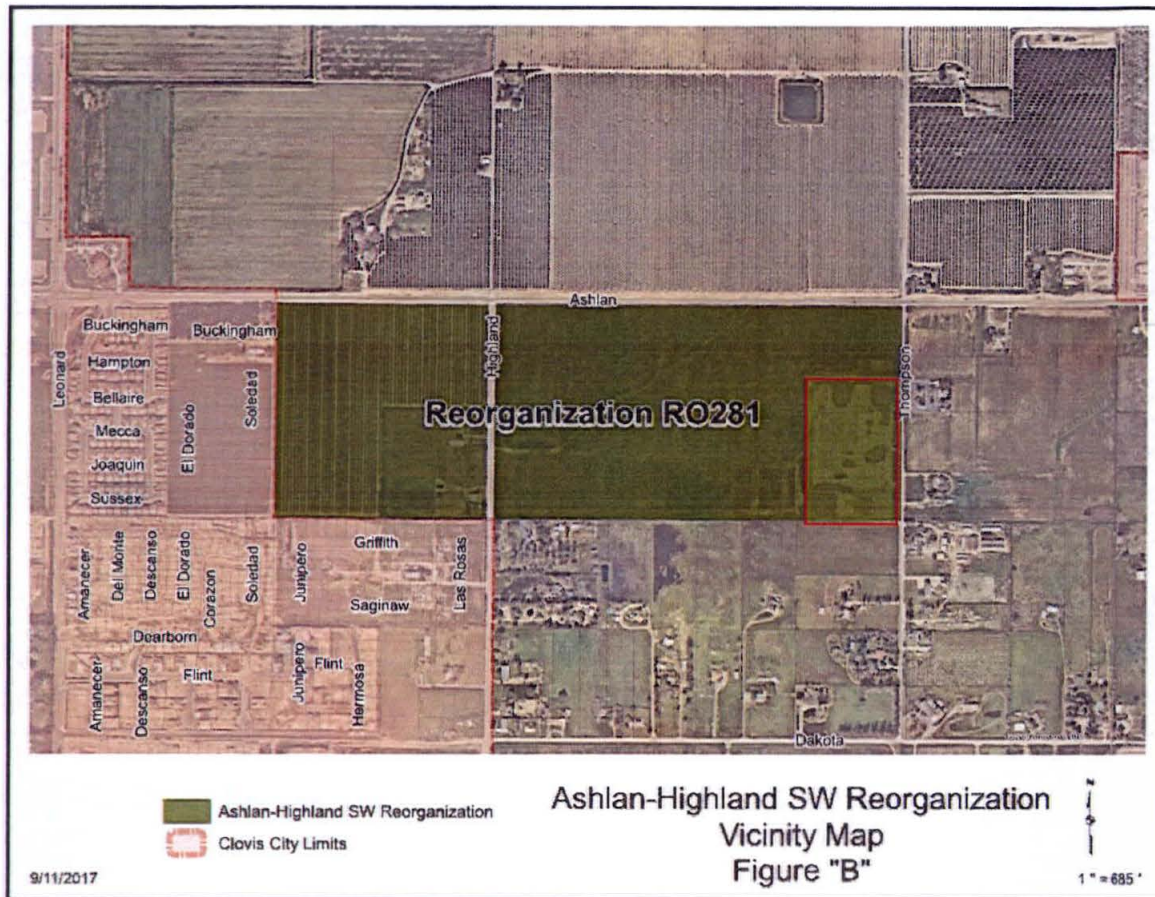 Ashlan
Buckingham
Buckingham
Hampton
Bellaire
Mecca
Joaquin
Sussex
Leonard
El Dorado
Soledad
Highland
Thompson
Reorganization RO281
Amanecer
Del Monte
Descanso
El Dorado
Corazon
Soledad
Junipero
Griffith
Saginaw
Las Rosas
Dearborn
Amanecer
Descanso
Flint
Junipero
Flint
Hermosa
Dakota
Ashlan-Highland SW Reorganization
Clovis City Limits
Ashlan-Highland SW Reorganization
Vicinity Map
Figure "B"
N
9/11/2017
1 " = 685 '